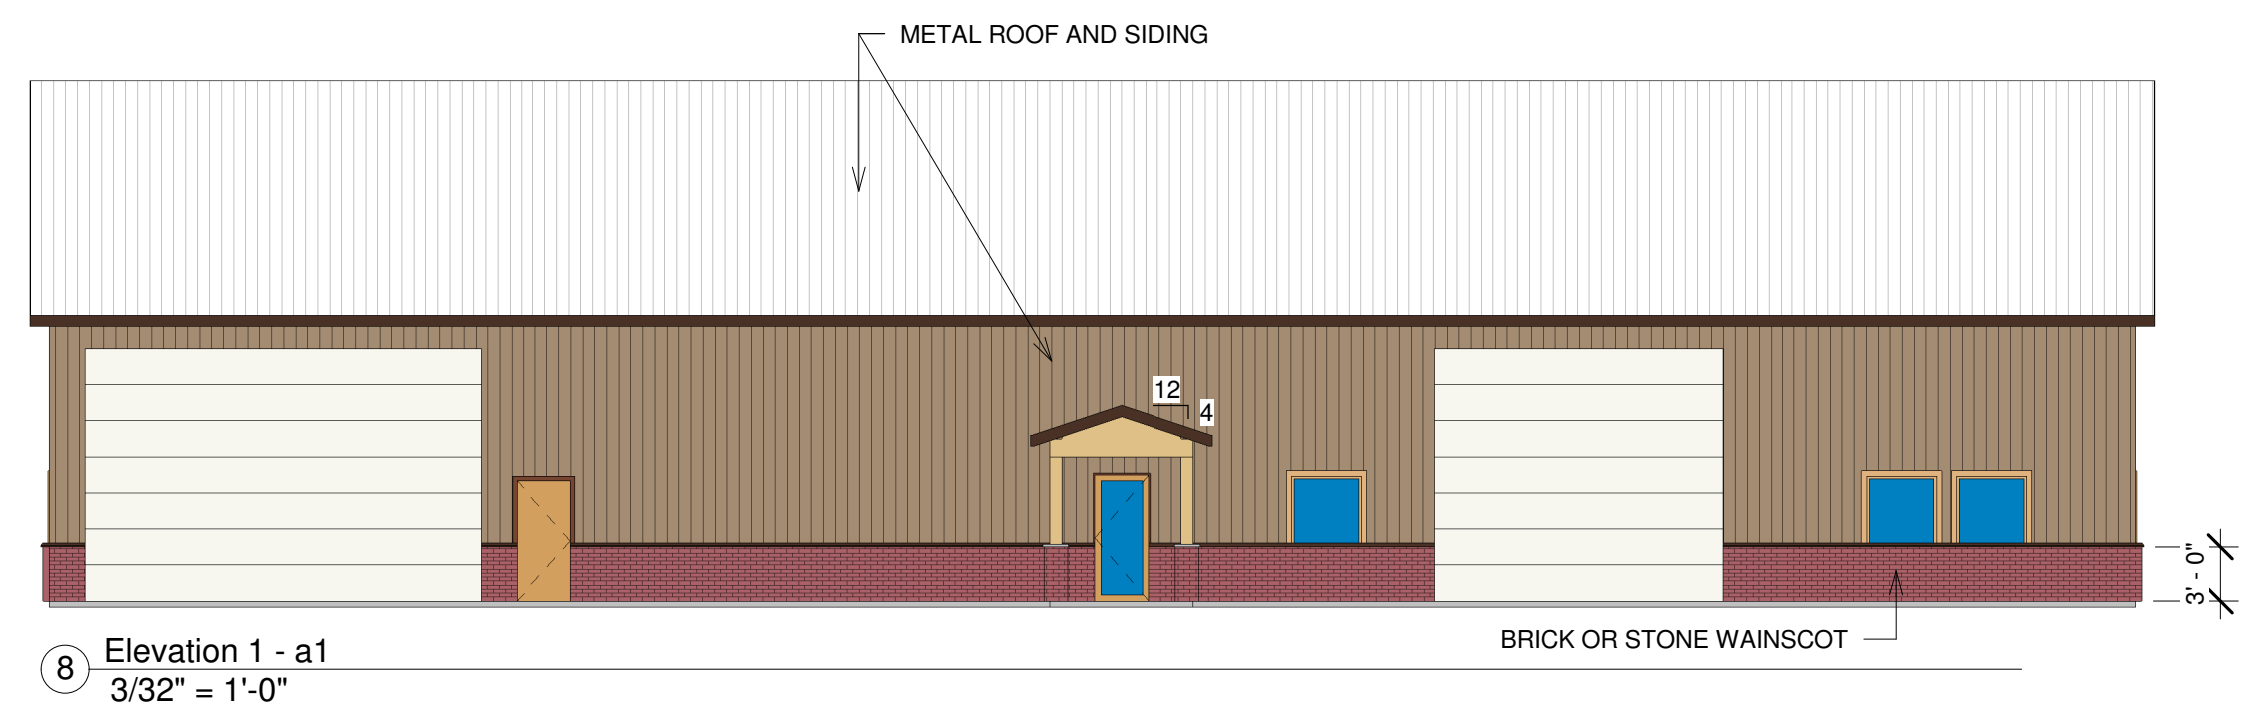 METAL ROOF AND SIDING
12
4
3' - 0"
BRICK OR STONE WAINSCOT
8
Elevation 1 - a1
3/32" = 1'-0"